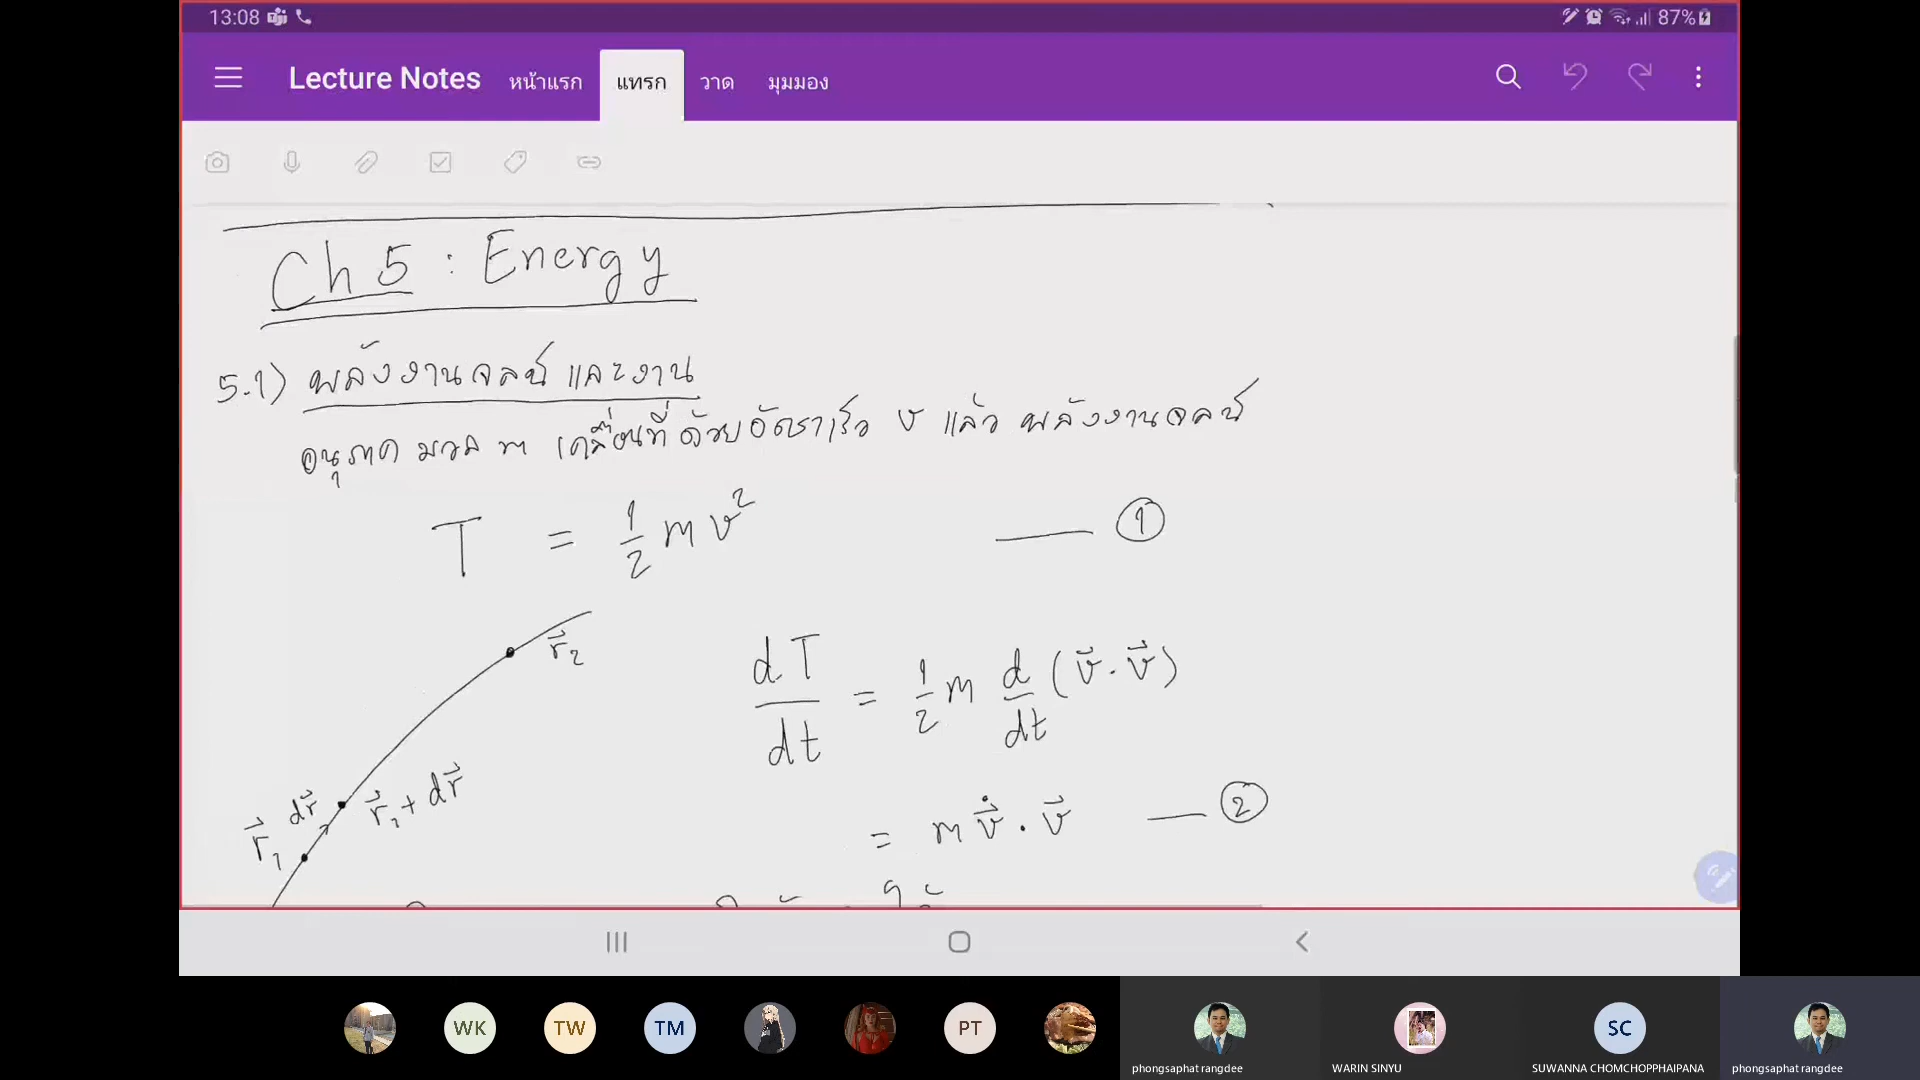 13:08 87%
Lecture Notes หน้าแรก แทรก วาด มุมมอง
Ch 5 : Energy
5.1) พลังงานจลน์ และงาน
อนุภาค มวล m เคลื่อนที่ด้วยอัตราเร็ว v แล้ว พลังงานจลน์
T = 1/2 m v² —— ①
r⃗₂
dT/dt = 1/2 m d/dt (v⃗ · v⃗)
r⃗₁ dr⃗ r⃗₁ + dr⃗
= m v⃗̇ · v⃗ —— ②
WK TW TM PT SC
phongsaphat rangdee WARIN SINYU SUWANNA CHOMCHOPPHAIPANA phongsaphat rangdee